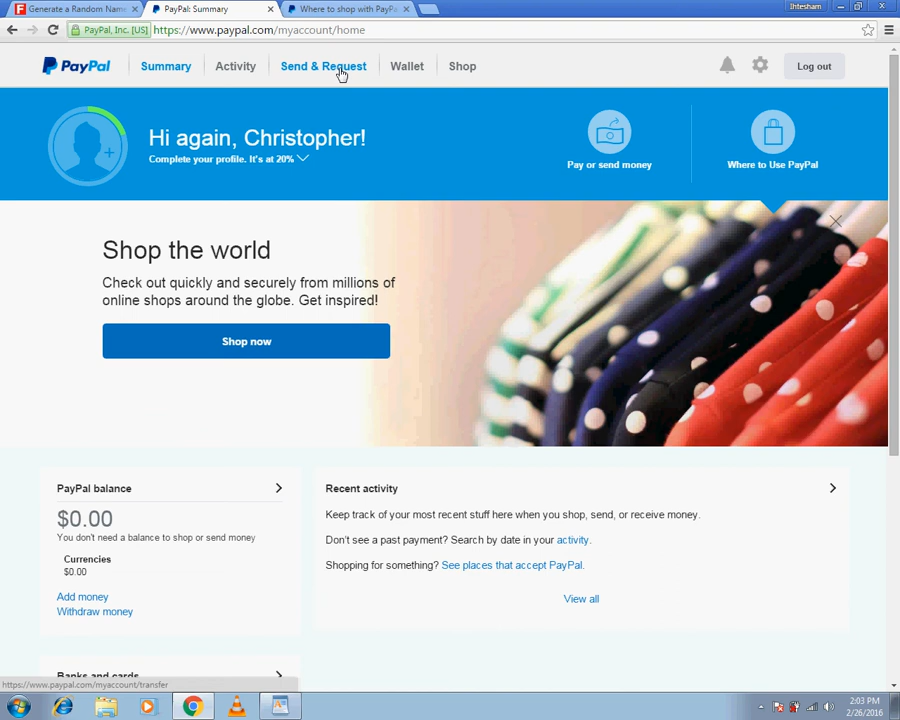 Generate a Random Nam
PayPal: Summary
Where to shop with PayPa
Ihtesham
PayPal, Inc. [US]
https://www.paypal.com/myaccount/home
PayPal
Summary
Activity
Send & Request
Wallet
Shop
Log out
Hi again, Christopher!
Complete your profile. It's at 20%
Pay or send money
Where to Use PayPal
Shop the world
Check out quickly and securely from millions of
online shops around the globe. Get inspired!
Shop now
PayPal balance
$0.00
You don't need a balance to shop or send money
Currencies
$0.00
Add money
Withdraw money
Recent activity
Keep track of your most recent stuff here when you shop, send, or receive money.
Don't see a past payment? Search by date in your activity.
Shopping for something? See places that accept PayPal.
View all
Banks and cards
https://www.paypal.com/myaccount/transfer
2:03 PM
2/26/2016